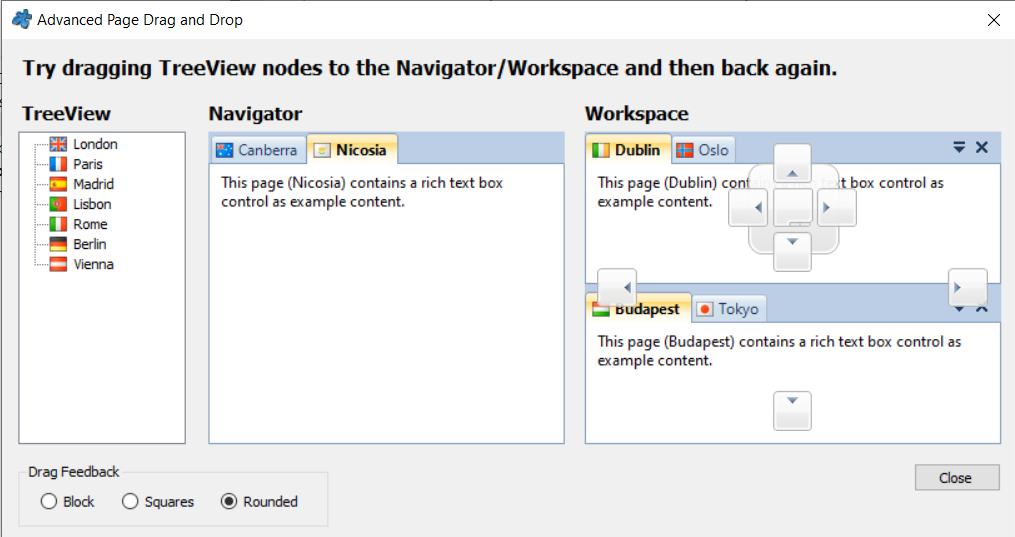 Advanced Page Drag and Drop
Try dragging TreeView nodes to the Navigator/Workspace and then back again.
TreeView
London
Paris
Madrid
Lisbon
Rome
Berlin
Vienna
Navigator
Canberra
Nicosia
This page (Nicosia) contains a rich text box
control as example content.
Workspace
Dublin
Oslo
This page (Dublin) text box control as
example content.
Budapest
Tokyo
This page (Budapest) contains a rich text box control as
example content.
Drag Feedback
Block
Squares
Rounded
Close